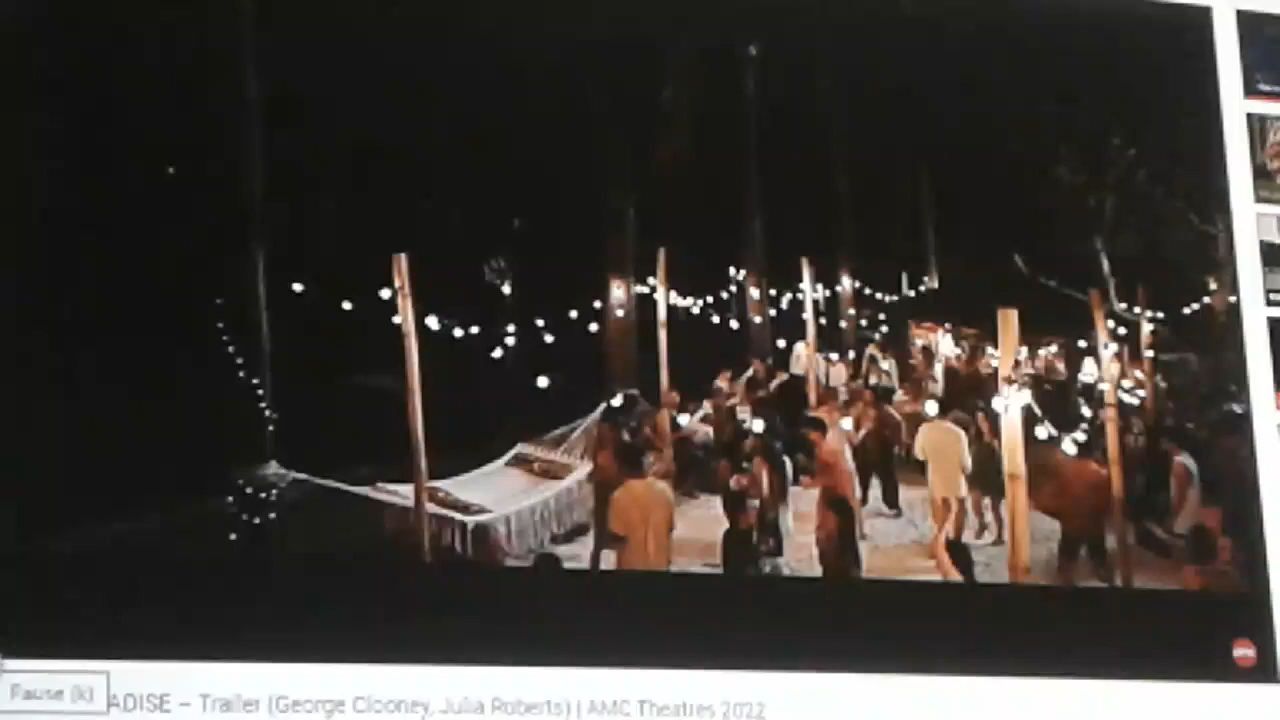 Pause (k)
ADISE – Trailer (George Clooney, Julia Roberts) | AMC Theatres 2022